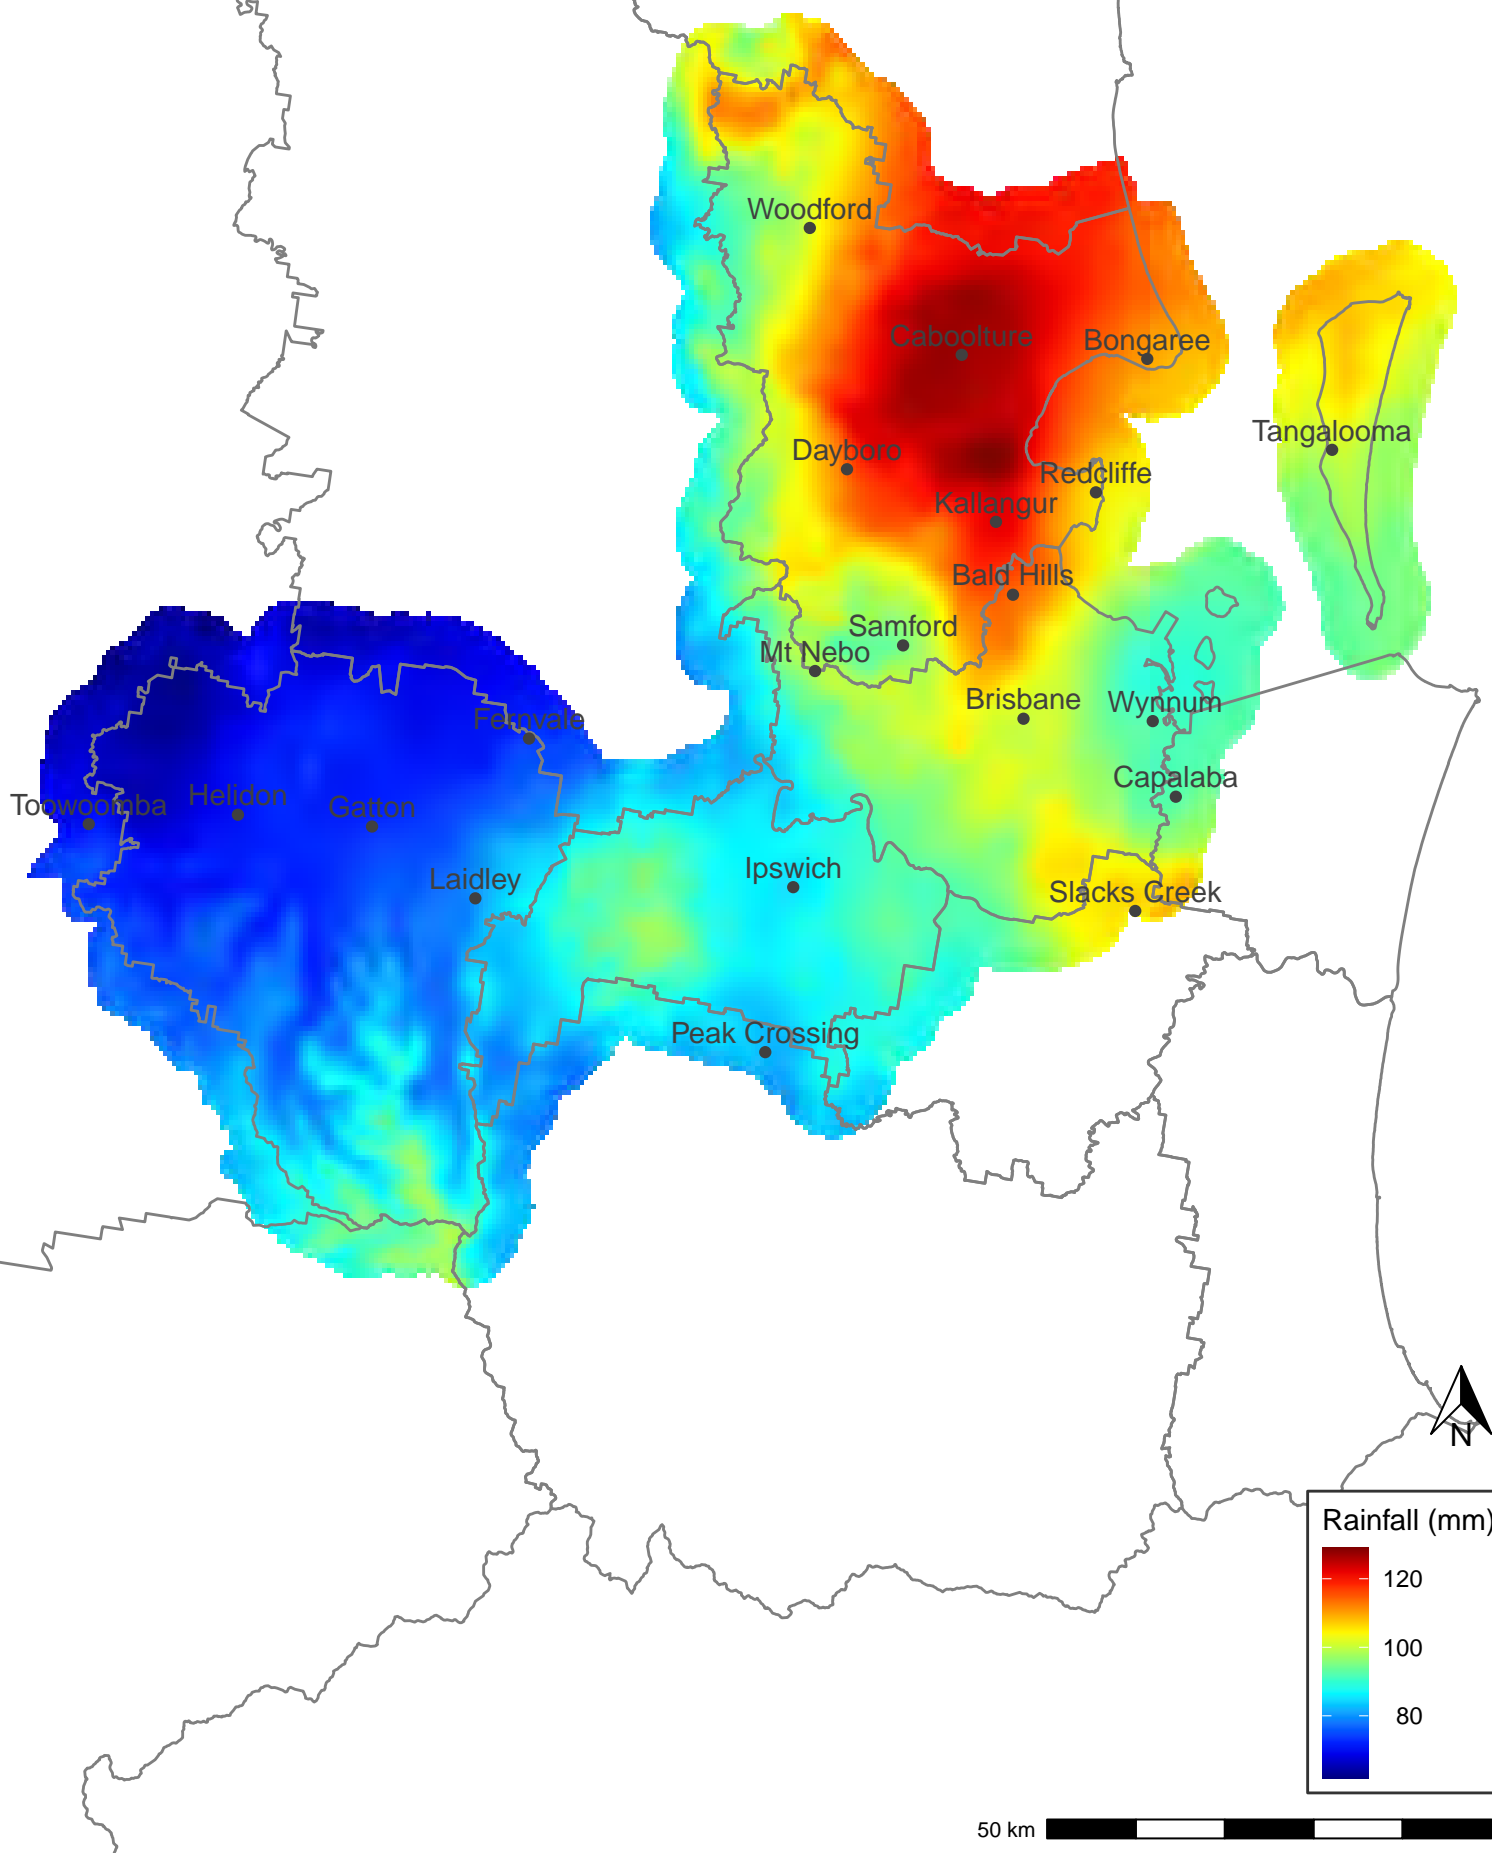 Woodford
Caboolture
Bongaree
Tangalooma
Dayboro
Redcliffe
Kallangur
Bald Hills
Samford
Mt Nebo
Brisbane
Wynnum
Fernvale
Capalaba
Toowoomba
Helidon
Gatton
Ipswich
Laidley
Slacks Creek
Peak Crossing
N
Rainfall (mm)
120
100
80
50 km